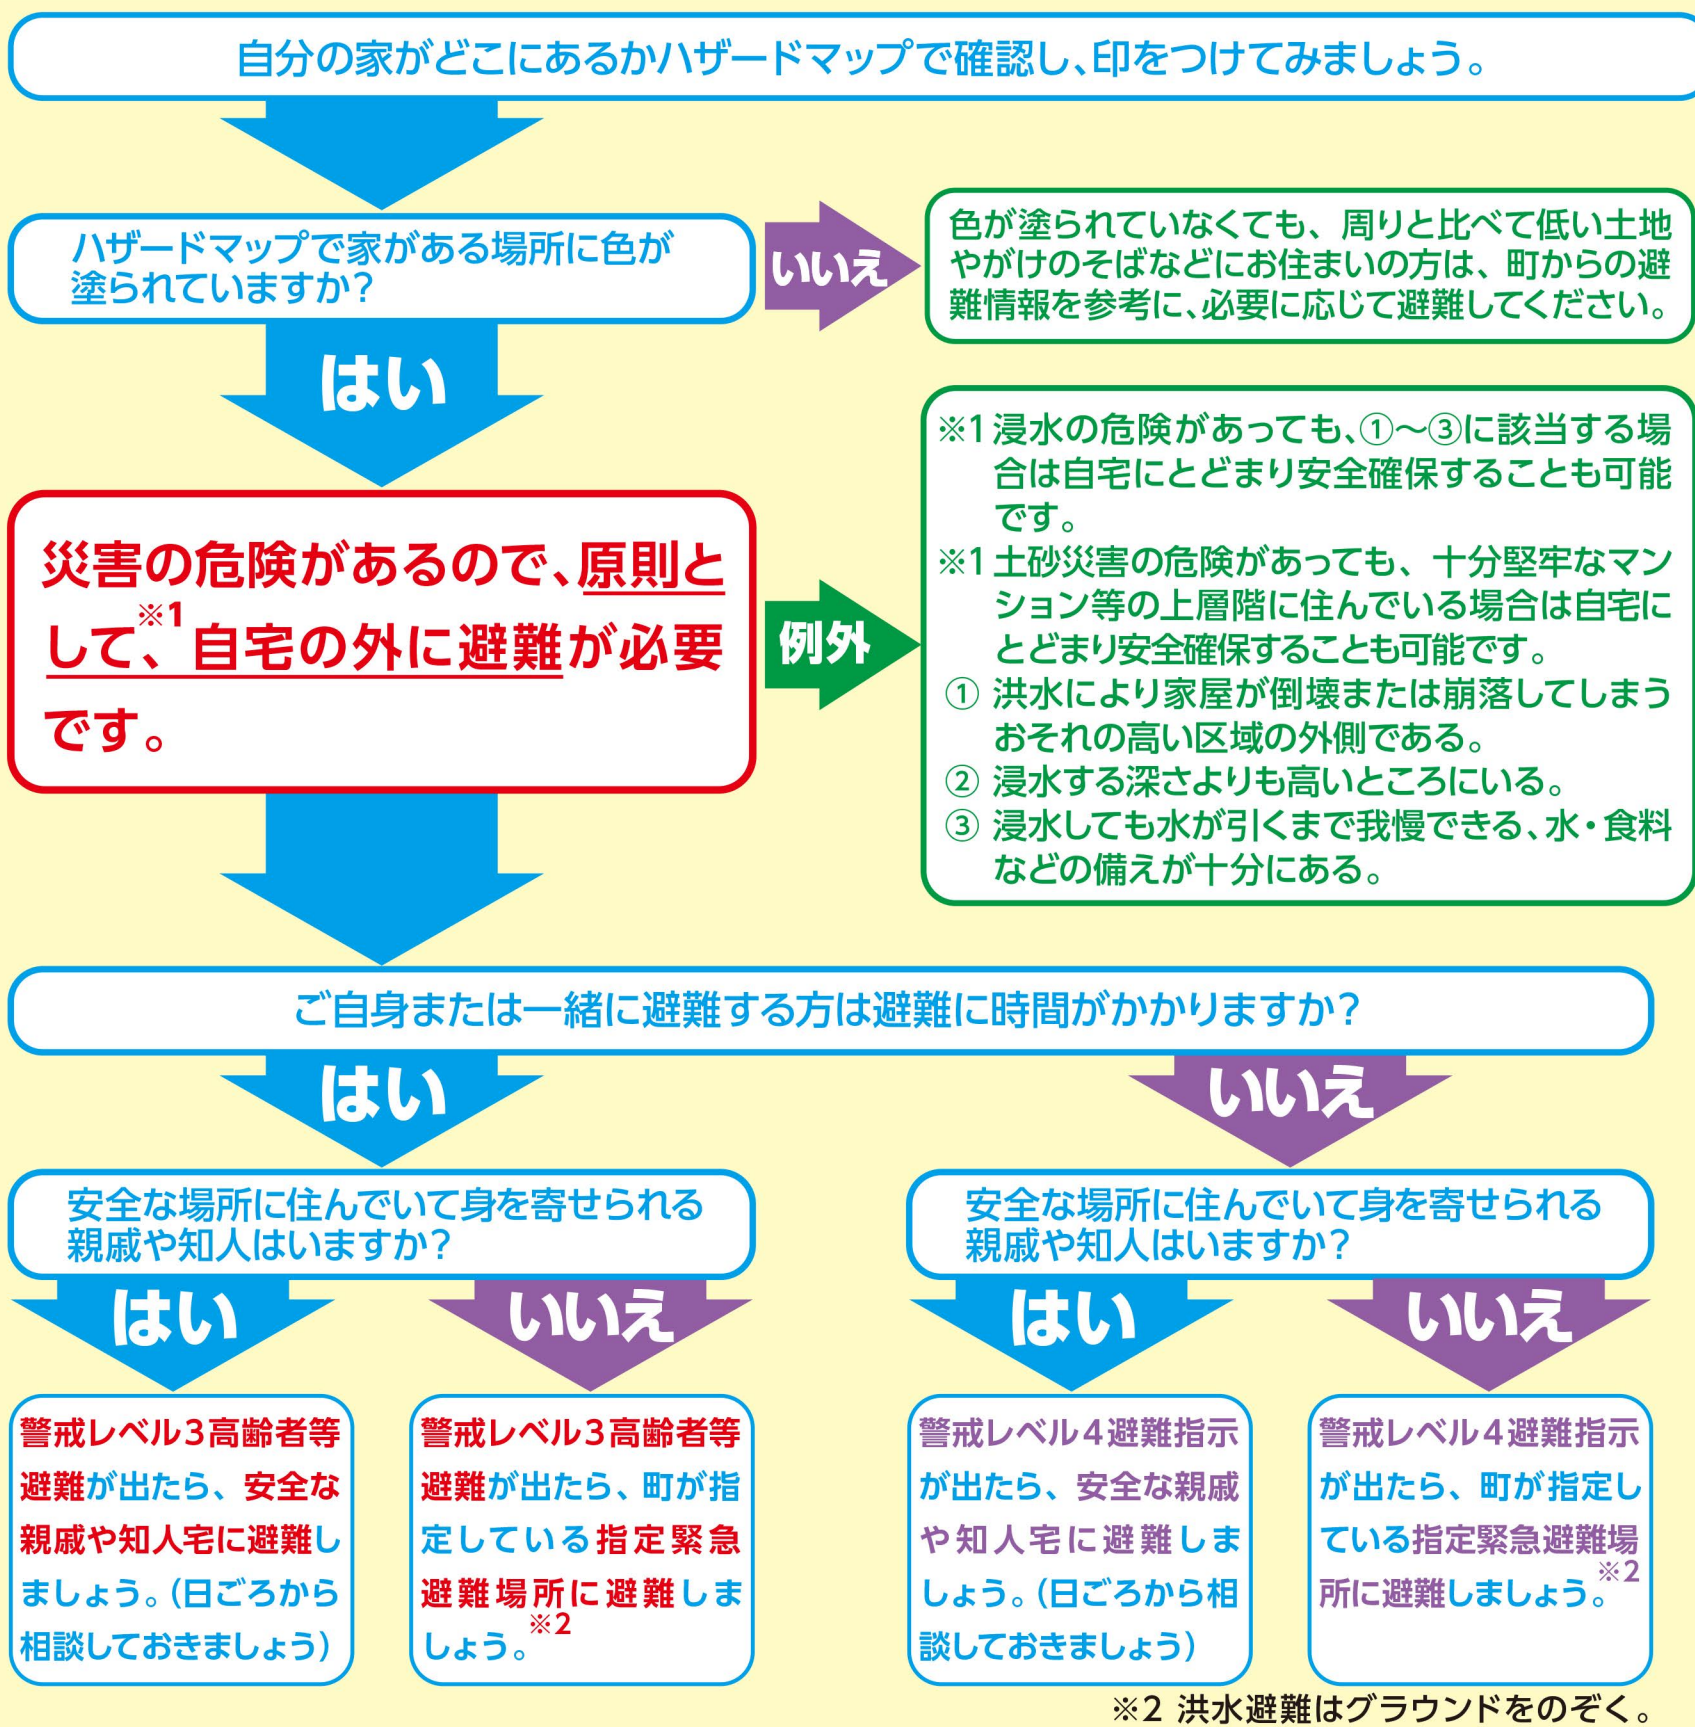 自分の家がどこにあるかハザードマップで確認し、印をつけてみましょう。
ハザードマップで家がある場所に色が
塗られていますか?
いいえ
色が塗られていなくても、周りと比べて低い土地
やがけのそばなどにお住まいの方は、町からの避
難情報を参考に、必要に応じて避難してください。
はい
災害の危険があるので、原則と
して、※1自宅の外に避難が必要
です。
例外
※1 浸水の危険があっても、①〜③に該当する場
合は自宅にとどまり安全確保することも可能
です。
※1 土砂災害の危険があっても、十分堅牢なマン
ション等の上層階に住んでいる場合は自宅に
とどまり安全確保することも可能です。
① 洪水により家屋が倒壊または崩落してしまう
おそれの高い区域の外側である。
② 浸水する深さよりも高いところにいる。
③ 浸水しても水が引くまで我慢できる、水・食料
などの備えが十分にある。
ご自身または一緒に避難する方は避難に時間がかかりますか?
はい
いいえ
安全な場所に住んでいて身を寄せられる
親戚や知人はいますか?
安全な場所に住んでいて身を寄せられる
親戚や知人はいますか?
はい
いいえ
はい
いいえ
警戒レベル3高齢者等
避難が出たら、安全な
親戚や知人宅に避難し
ましょう。(日ごろから
相談しておきましょう)
警戒レベル3高齢者等
避難が出たら、町が指
定している指定緊急
避難場所に避難しま
しょう。※2
警戒レベル4避難指示
が出たら、安全な親戚
や知人宅に避難しま
しょう。(日ごろから相
談しておきましょう)
警戒レベル4避難指示
が出たら、町が指定し
ている指定緊急避難場
所に避難しましょう。※2
※2 洪水避難はグラウンドをのぞく。